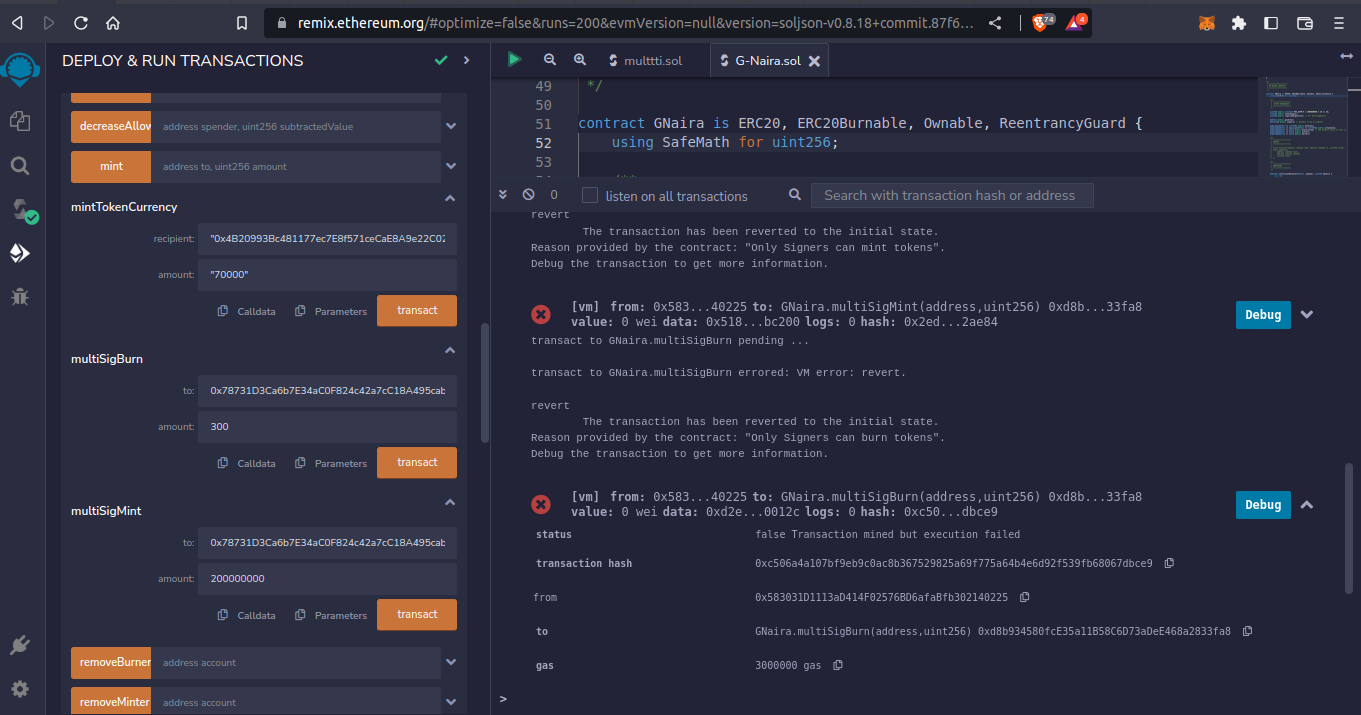 remix.ethereum.org/#optimize=false&runs=200&evmVersion=null&version=soljson-v0.8.18+commit.87f6...
74
4
DEPLOY & RUN TRANSACTIONS
decreaseAllow
address spender, uint256 subtractedValue
mint
address to, uint256 amount
mintTokenCurrency
recipient:
"0x4B20993Bc481177ec7E8f571ceCaE8A9e22C02
amount:
"70000"
Calldata
Parameters
transact
multiSigBurn
to:
0x78731D3Ca6b7E34aC0F824c42a7cC18A495cab
amount:
300
Calldata
Parameters
transact
multiSigMint
to:
0x78731D3Ca6b7E34aC0F824c42a7cC18A495cab
amount:
200000000
Calldata
Parameters
transact
removeBurner
address account
removeMinter
address account
multtti.sol
G-Naira.sol
49 */
50
51 contract GNaira is ERC20, ERC20Burnable, Ownable, ReentrancyGuard {
52 using SafeMath for uint256;
53
0
listen on all transactions
Search with transaction hash or address
revert
The transaction has been reverted to the initial state.
Reason provided by the contract: "Only Signers can mint tokens".
Debug the transaction to get more information.
[vm] from: 0x583...40225 to: GNaira.multiSigMint(address,uint256) 0xd8b...33fa8
value: 0 wei data: 0x518...bc200 logs: 0 hash: 0x2ed...2ae84
Debug
transact to GNaira.multiSigBurn pending ...
transact to GNaira.multiSigBurn errored: VM error: revert.
revert
The transaction has been reverted to the initial state.
Reason provided by the contract: "Only Signers can burn tokens".
Debug the transaction to get more information.
[vm] from: 0x583...40225 to: GNaira.multiSigBurn(address,uint256) 0xd8b...33fa8
value: 0 wei data: 0xd2e...0012c logs: 0 hash: 0xc50...dbce9
Debug
status
false Transaction mined but execution failed
transaction hash
0xc506a4a107bf9eb9c0ac8b367529825a69f775a64b4e6d92f539fb68067dbce9
from
0x583031D1113aD414F02576BD6afaBfb302140225
to
GNaira.multiSigBurn(address,uint256) 0xd8b934580fcE35a11B58C6D73aDeE468a2833fa8
gas
3000000 gas
>